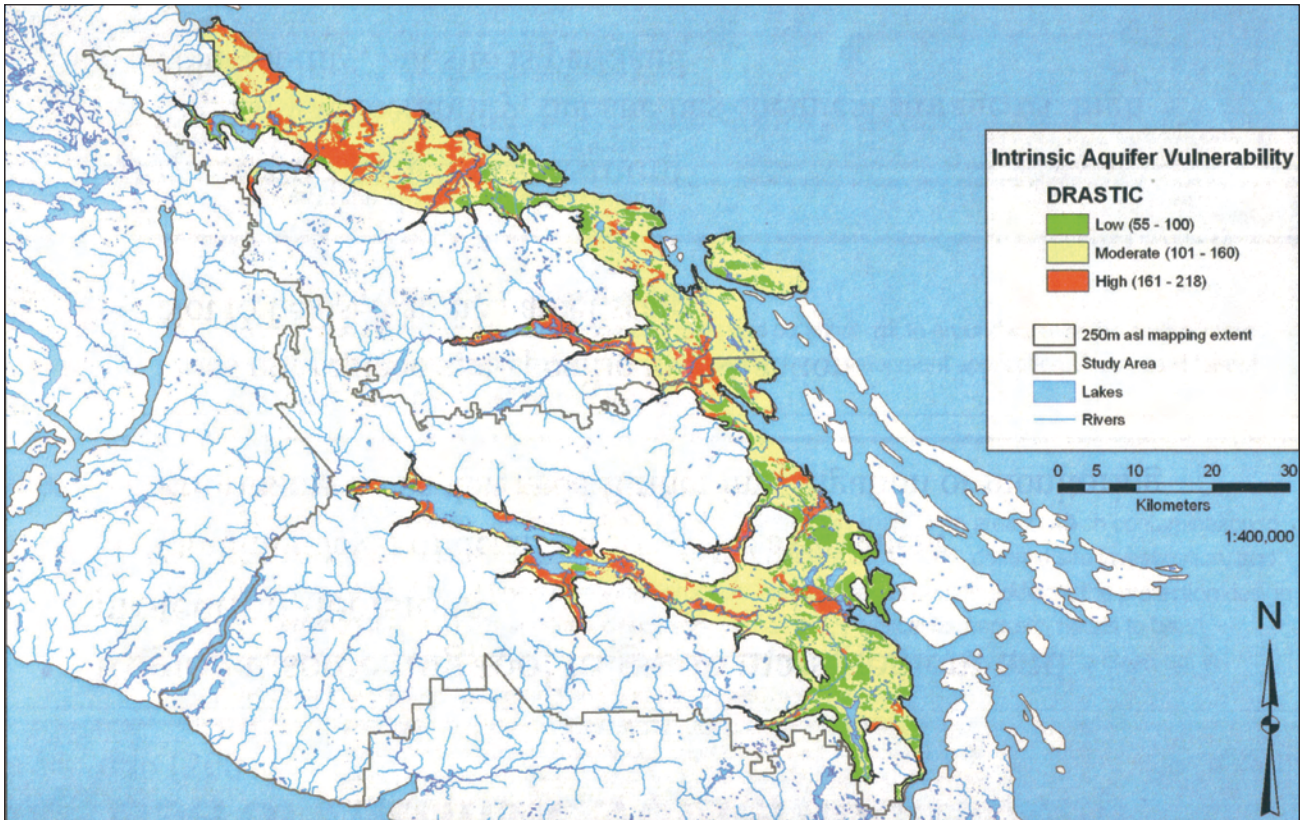 Intrinsic Aquifer Vulnerability
DRASTIC
Low (55 - 100)
Moderate (101 - 160)
High (161 - 218)
250m asl mapping extent
Study Area
Lakes
Rivers
0 5 10 20 30
Kilometers
1:400,000
N